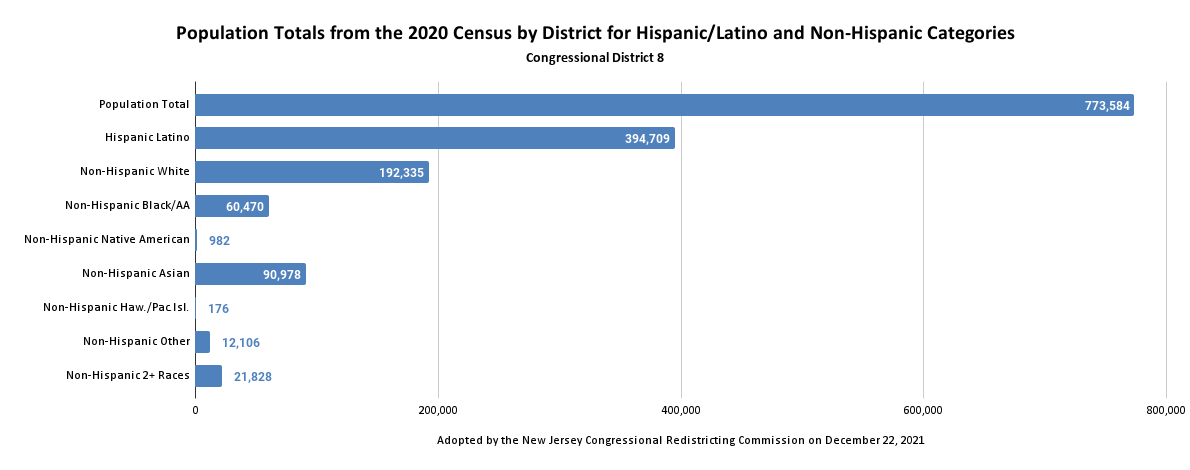 Population Totals from the 2020 Census by District for Hispanic/Latino and Non-Hispanic Categories
Congressional District 8
Population Total 773,584
Hispanic Latino 394,709
Non-Hispanic White 192,335
Non-Hispanic Black/AA 60,470
Non-Hispanic Native American 982
Non-Hispanic Asian 90,978
Non-Hispanic Haw./Pac.Isl. 176
Non-Hispanic Other 12,106
Non-Hispanic 2+ Races 21,828
0 200,000 400,000 600,000 800,000
Adopted by the New Jersey Congressional Redistricting Commission on December 22, 2021